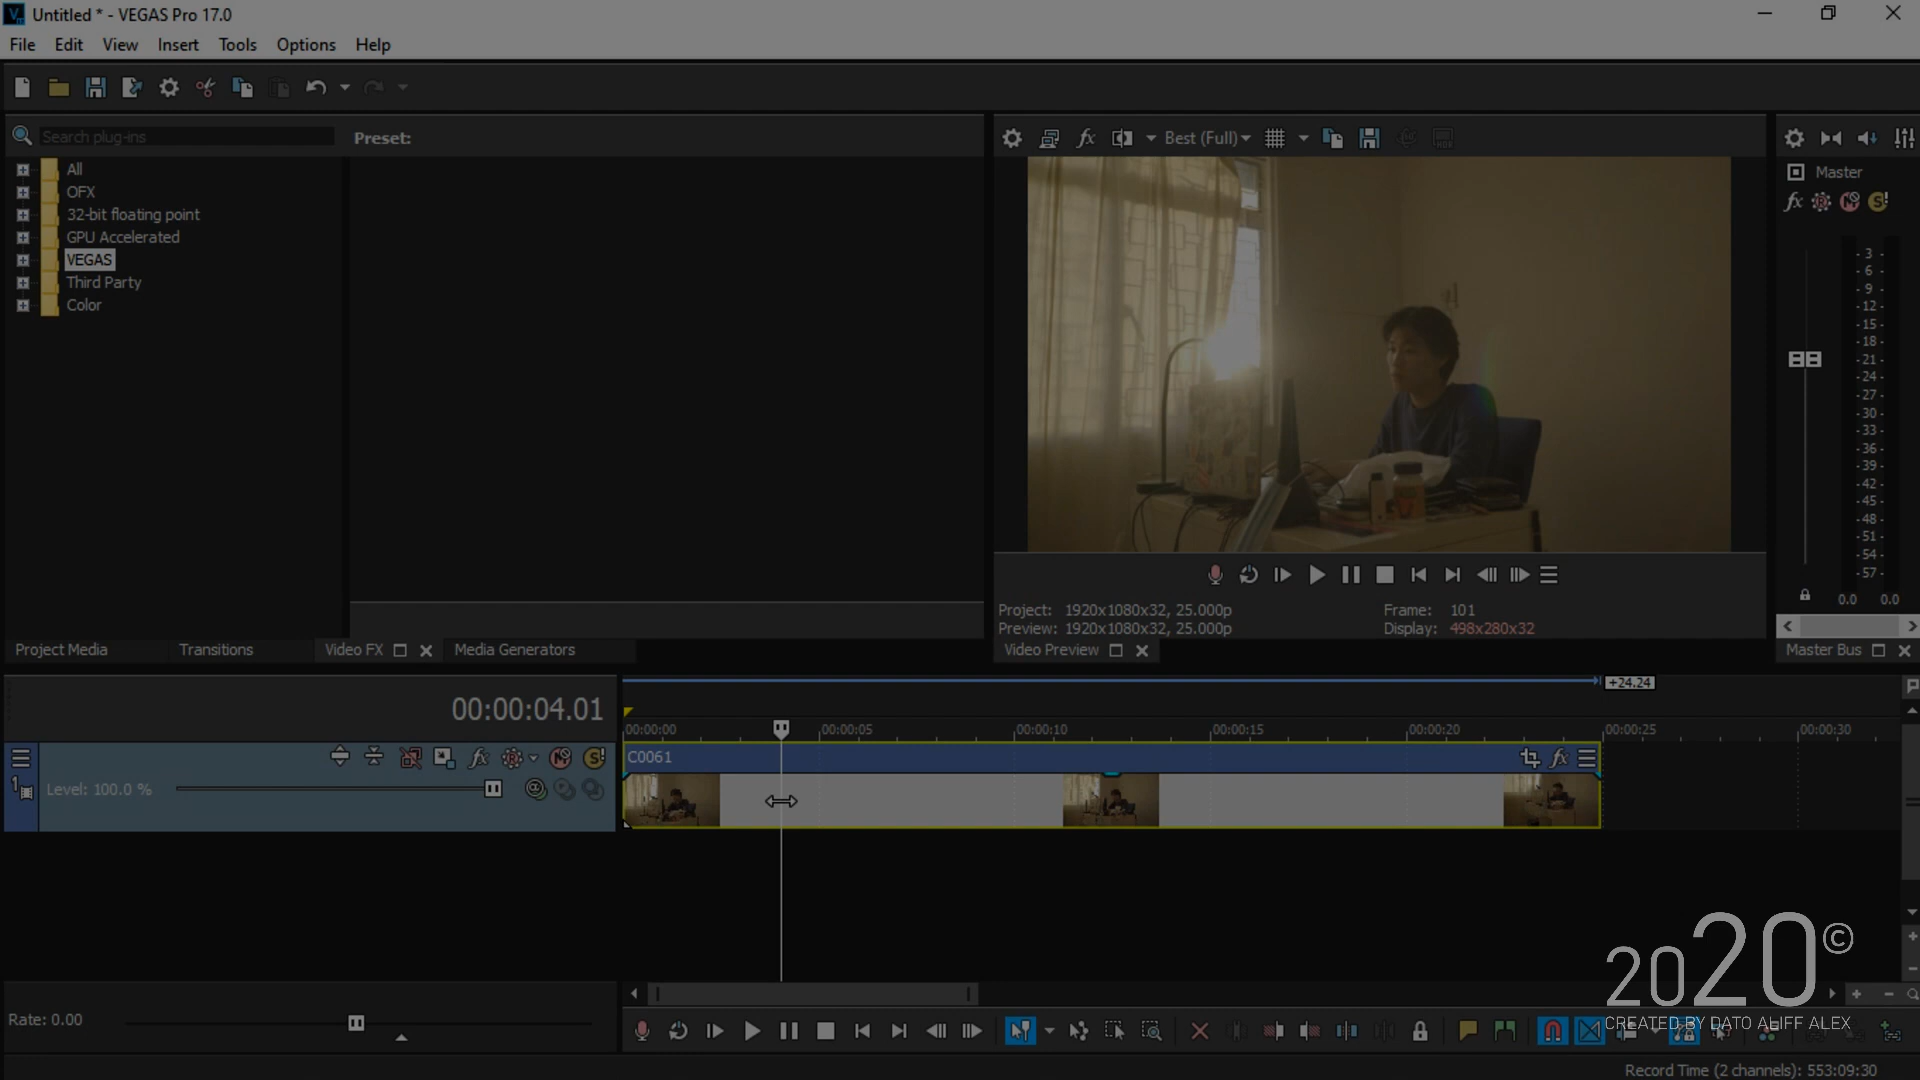 Untitled * - VEGAS Pro 17.0
File Edit View Insert Tools Options Help
Search plug-ins
Preset:
Best (Full)
All
OFX
32-bit floating point
GPU Accelerated
VEGAS
Third Party
Color
Master
3
6
9
12
15
18
21
24
27
30
33
36
39
42
45
48
51
54
57
0.0 0.0
Project: 1920x1080x32, 25.000p
Frame: 101
Preview: 1920x1080x32, 25.000p
Display: 498x280x32
Project Media Transitions Video FX Media Generators
Video Preview
Master Bus
+24.24
00:00:04.01
00:00:00 00:00:05 00:00:10 00:00:15 00:00:20 00:00:25 00:00:30
C0061
1
Level: 100.0 %
2020©
CREATED BY DATO ALIFF ALEX
Rate: 0.00
Record Time (2 channels): 553:09:30